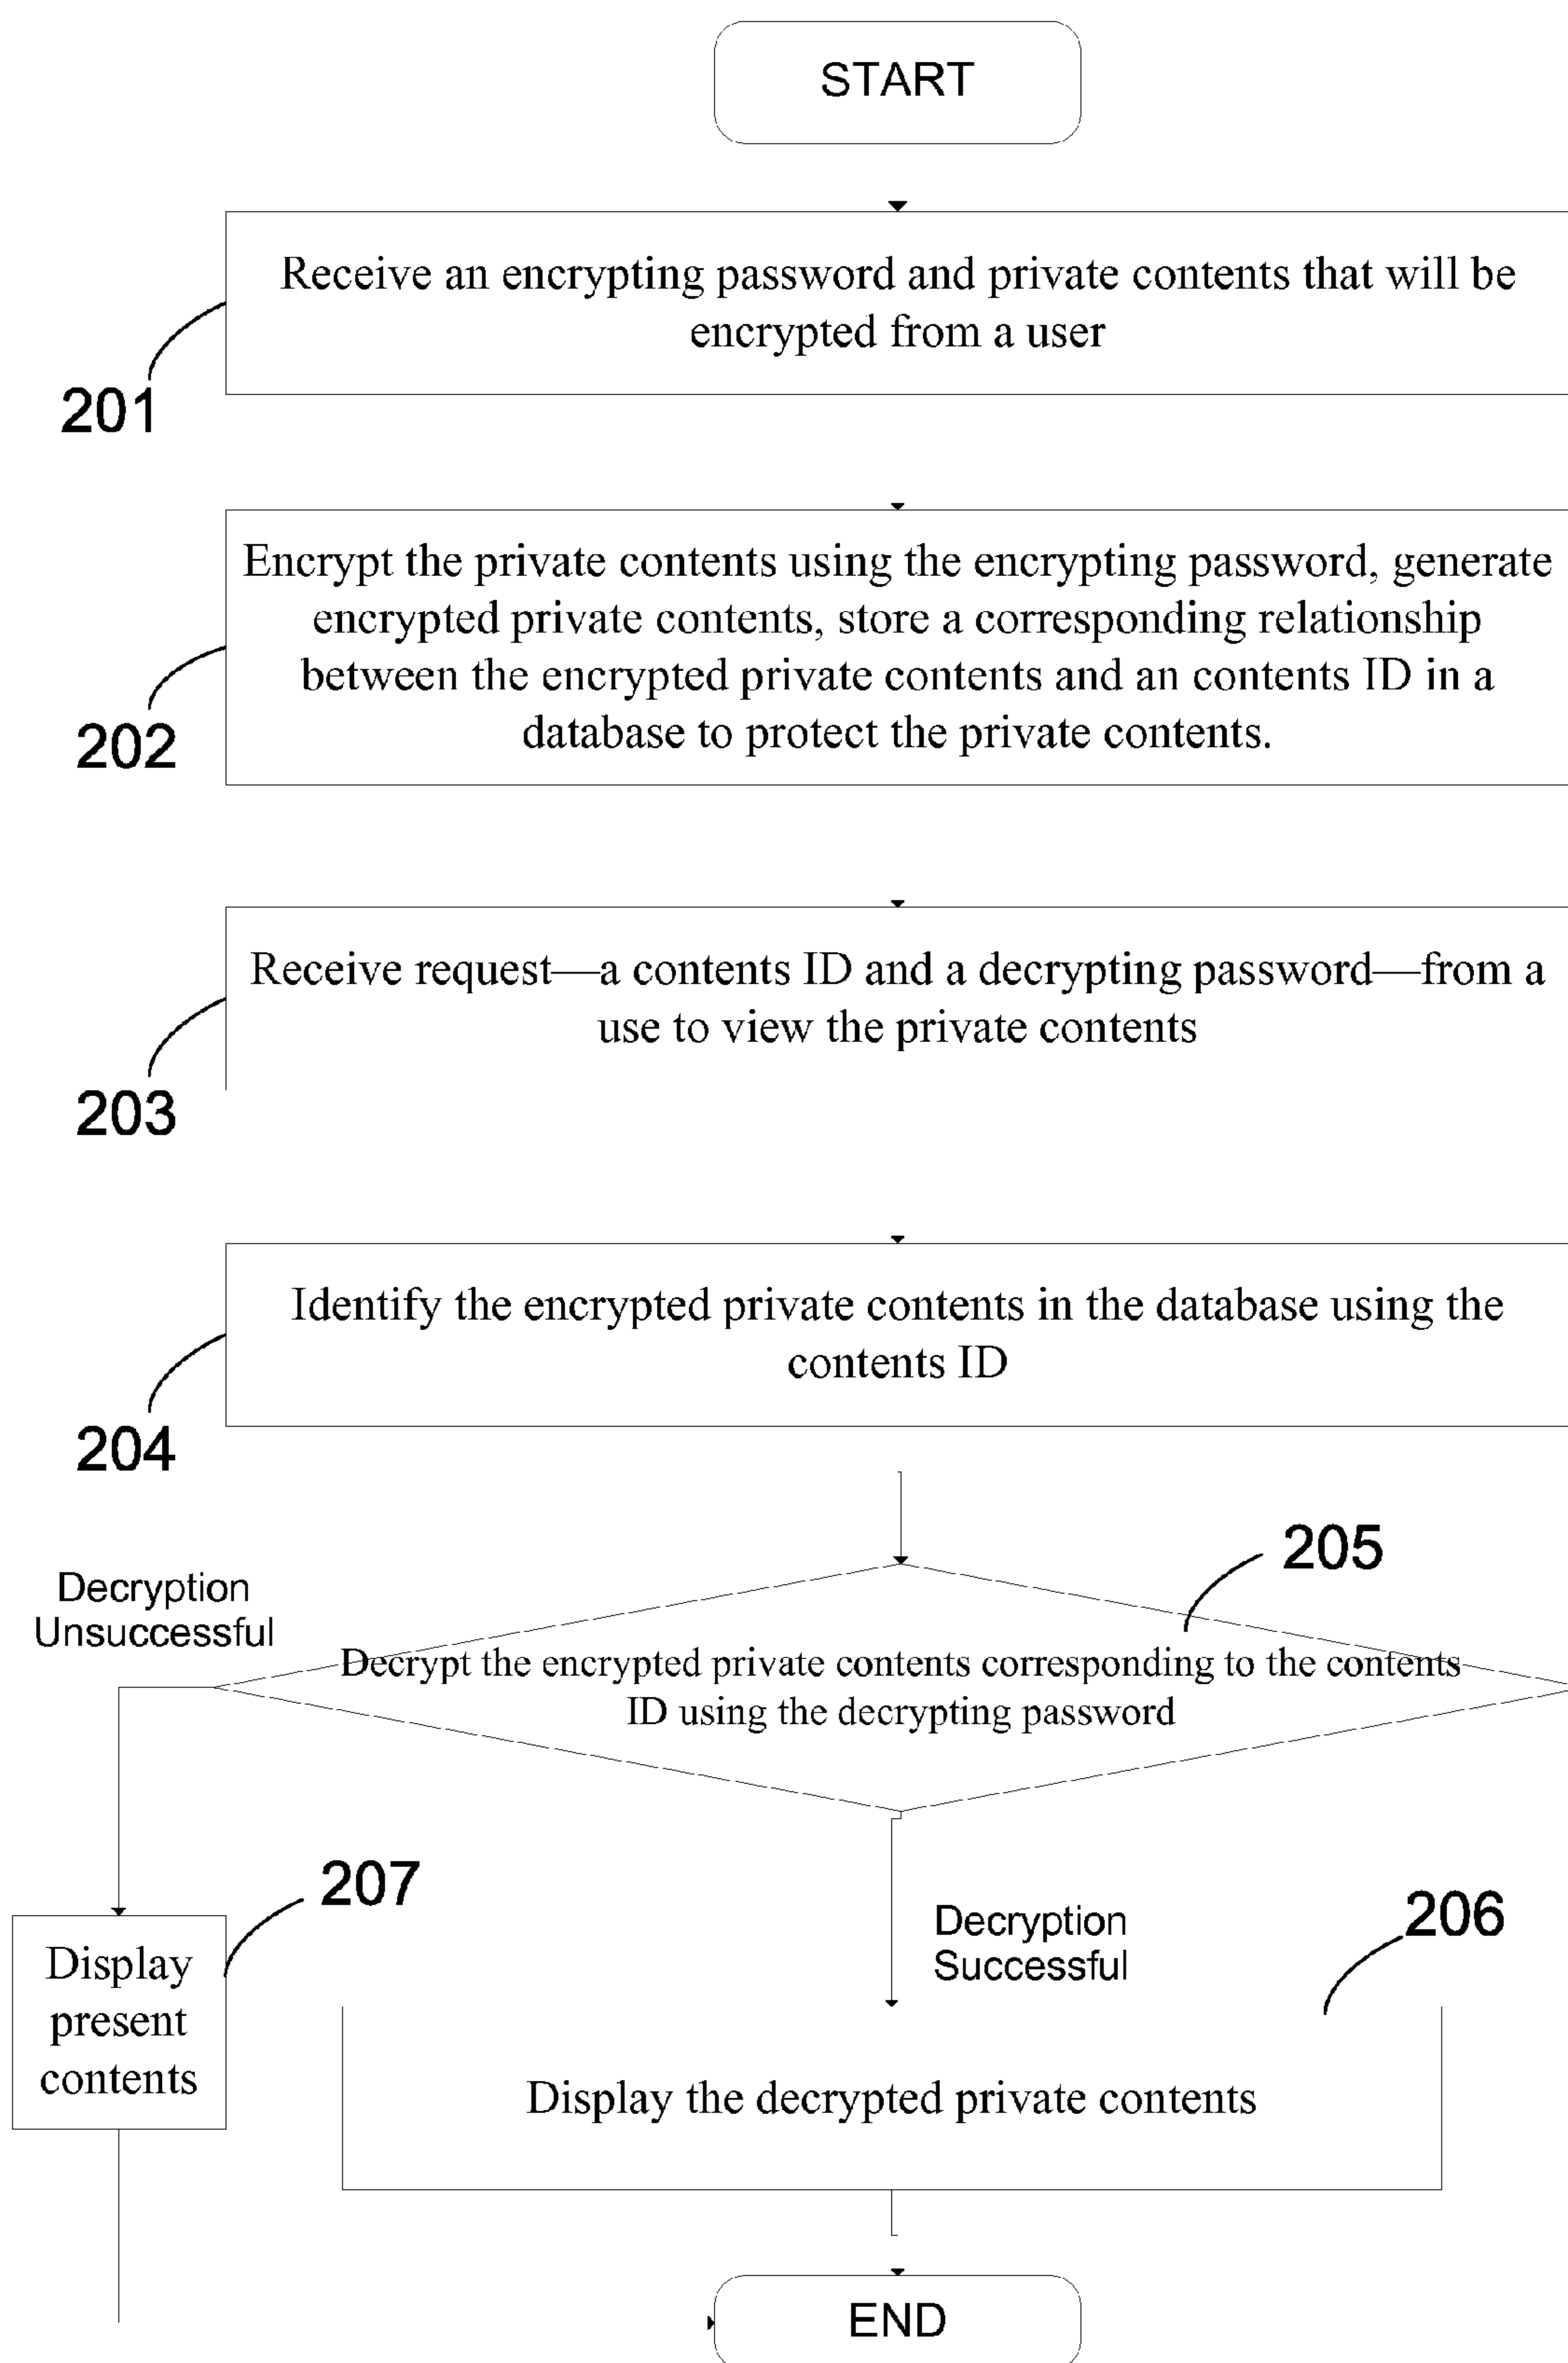 START
Receive an encrypting password and private contents that will be
encrypted from a user
201
Encrypt the private contents using the encrypting password, generate
encrypted private contents, store a corresponding relationship
between the encrypted private contents and an contents ID in a
database to protect the private contents.
202
Receive request—a contents ID and a decrypting password—from a
use to view the private contents
203
Identify the encrypted private contents in the database using the
contents ID
204
205
Decryption
Unsuccessful
Decrypt the encrypted private contents corresponding to the contents
ID using the decrypting password
207
206
Decryption
Successful
Display
present
contents
Display the decrypted private contents
END